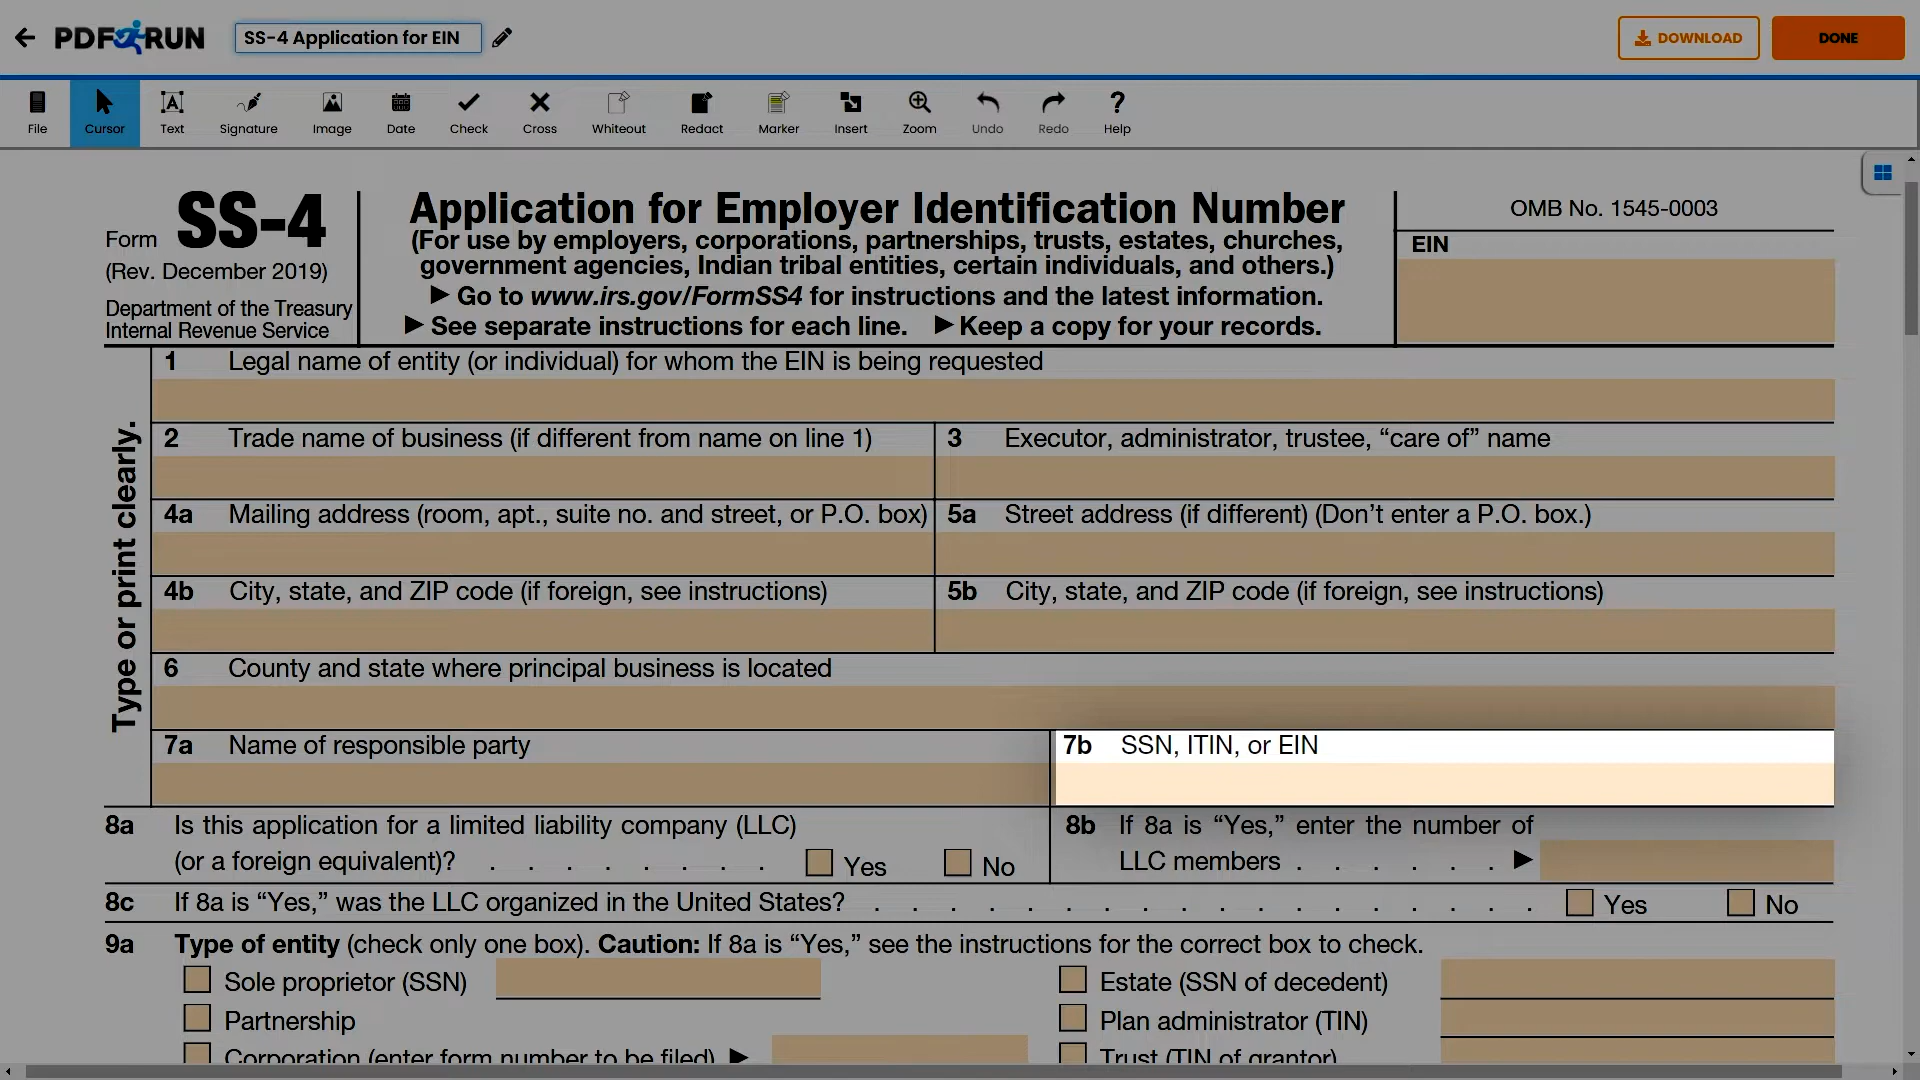 PDF RUN
SS-4 Application for EIN
DOWNLOAD
DONE
File
Cursor
Text
Signature
Image
Date
Check
Cross
Whiteout
Redact
Marker
Insert
Zoom
Undo
Redo
Help
Form SS-4
(Rev. December 2019)
Department of the Treasury
Internal Revenue Service
Application for Employer Identification Number
(For use by employers, corporations, partnerships, trusts, estates, churches,
government agencies, Indian tribal entities, certain individuals, and others.)
▶ Go to www.irs.gov/FormSS4 for instructions and the latest information.
▶ See separate instructions for each line. ▶ Keep a copy for your records.
OMB No. 1545-0003
EIN
Type or print clearly.
1 Legal name of entity (or individual) for whom the EIN is being requested
2 Trade name of business (if different from name on line 1)
3 Executor, administrator, trustee, “care of” name
4a Mailing address (room, apt., suite no. and street, or P.O. box)
5a Street address (if different) (Don’t enter a P.O. box.)
4b City, state, and ZIP code (if foreign, see instructions)
5b City, state, and ZIP code (if foreign, see instructions)
6 County and state where principal business is located
7a Name of responsible party
7b SSN, ITIN, or EIN
8a Is this application for a limited liability company (LLC)
(or a foreign equivalent)? . . . . . . . . Yes No
8b If 8a is “Yes,” enter the number of
LLC members . . . . . . ▶
8c If 8a is “Yes,” was the LLC organized in the United States? . . . . . . . . . . . . . . . . . . Yes No
9a Type of entity (check only one box). Caution: If 8a is “Yes,” see the instructions for the correct box to check.
Sole proprietor (SSN)
Estate (SSN of decedent)
Partnership
Plan administrator (TIN)
Corporation (enter form number to be filed) ▶
Trust (TIN of grantor)